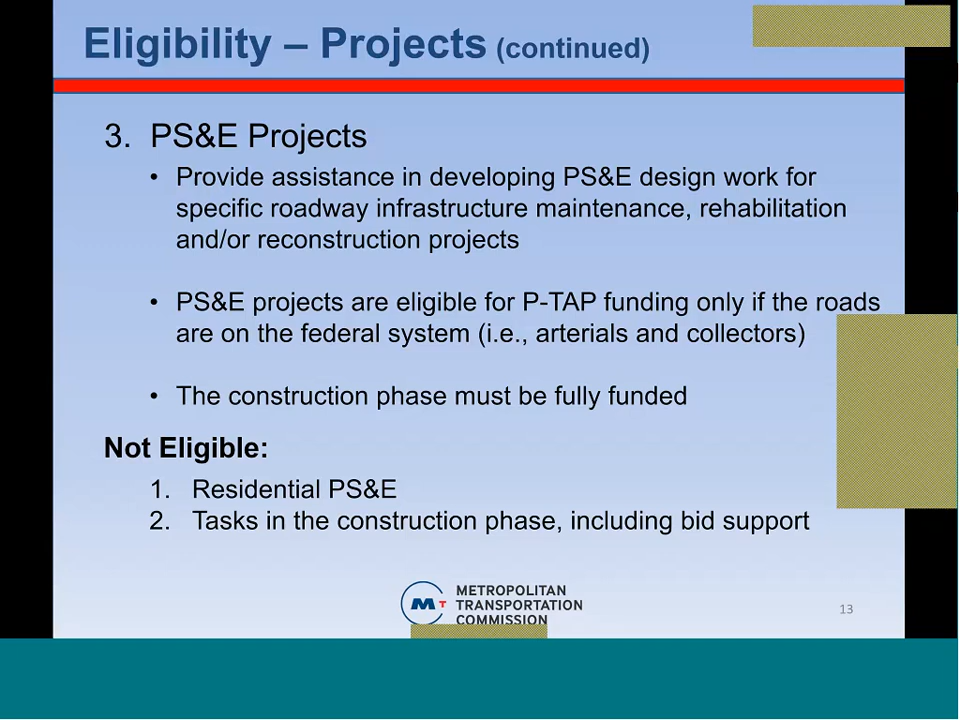 Eligibility – Projects (continued)
3. PS&E Projects
• Provide assistance in developing PS&E design work for
specific roadway infrastructure maintenance, rehabilitation
and/or reconstruction projects
• PS&E projects are eligible for P-TAP funding only if the roads
are on the federal system (i.e., arterials and collectors)
• The construction phase must be fully funded
Not Eligible:
1. Residential PS&E
2. Tasks in the construction phase, including bid support
MT
METROPOLITAN
TRANSPORTATION
COMMISSION
13